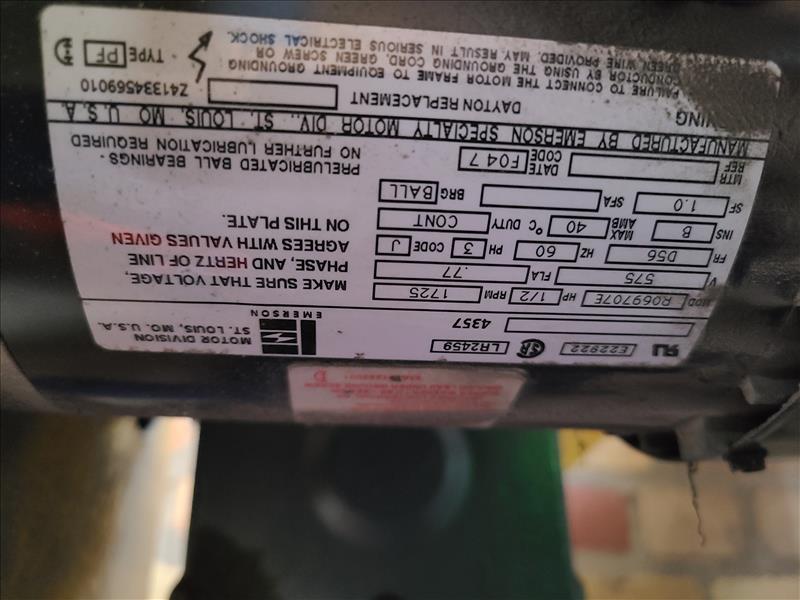 E22922 LR2459
MOTOR DIVISION
ST. LOUIS, MO. U.S.A.
EMERSON
4357
MOD R069707E HP 1/2 RPM 1725
V 575 FLA .77
FR D56 HZ 60 PH 3 CODE J
INS B MAX AMB 40 °C DUTY CONT
SF 1.0 SFA BRG BALL
MAKE SURE THAT VOLTAGE,
PHASE, AND HERTZ OF LINE
AGREES WITH VALUES GIVEN
ON THIS PLATE.
MTR REF DATE CODE F047
PRELUBRICATED BALL BEARINGS -
NO FURTHER LUBRICATION REQUIRED
MANUFACTURED BY EMERSON SPECIALTY MOTOR DIV., ST. LOUIS, MO. U.S.A.
DAYTON REPLACEMENT Z41334569010
FAILURE TO CONNECT THE MOTOR FRAME TO EQUIPMENT GROUNDING
CONDUCTOR BY USING THE GROUNDING CORD, GREEN SCREW OR
GREEN WIRE PROVIDED, MAY RESULT IN SERIOUS ELECTRICAL SHOCK.
TYPE PF